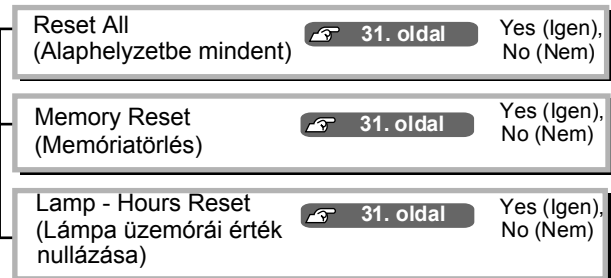 Reset All
(Alaphelyzetbe mindent)
31. oldal
Yes (Igen),
No (Nem)
Memory Reset
(Memóriatörlés)
31. oldal
Yes (Igen),
No (Nem)
Lamp - Hours Reset
(Lámpa üzemórái érték
nullázása)
31. oldal
Yes (Igen),
No (Nem)